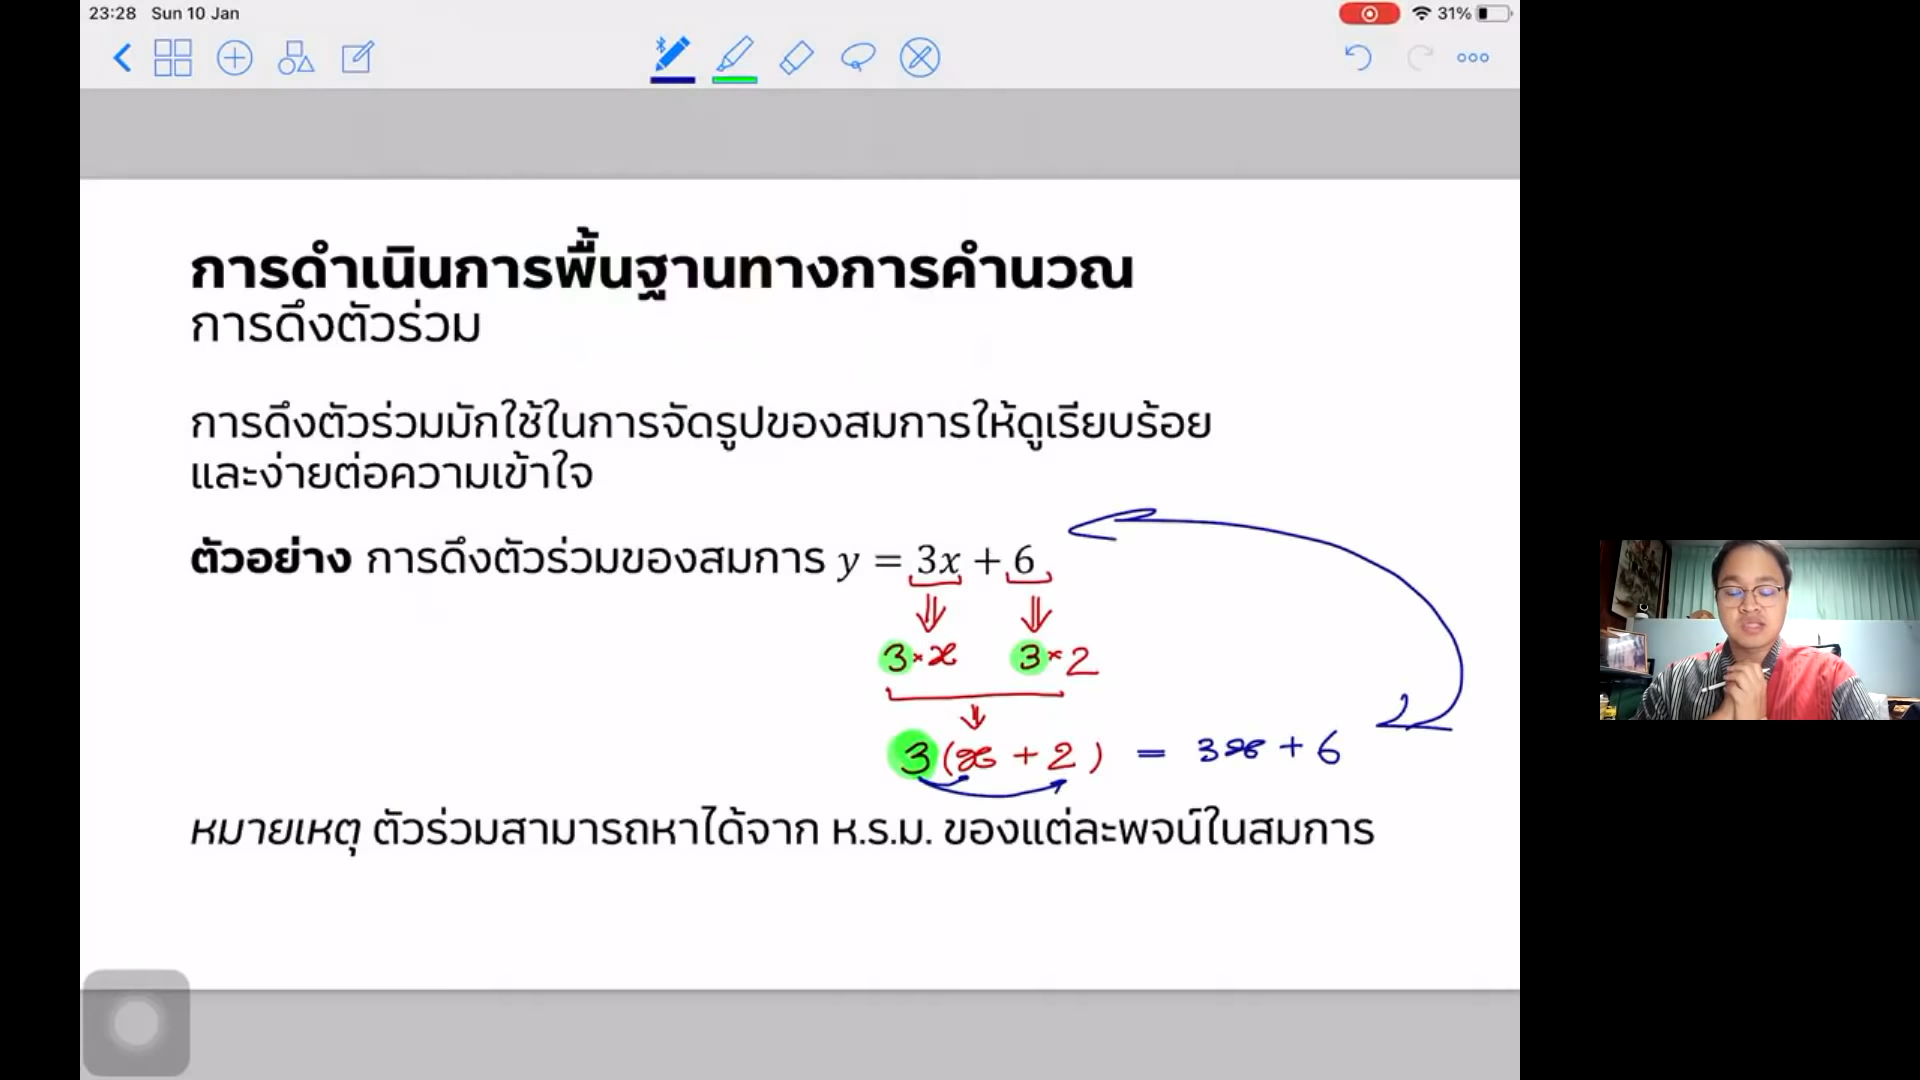 23:28 Sun 10 Jan 31%
การดำเนินการพื้นฐานทางการคำนวณ
การดึงตัวร่วม
การดึงตัวร่วมมักใช้ในการจัดรูปของสมการให้ดูเรียบร้อย
และง่ายต่อความเข้าใจ
ตัวอย่าง การดึงตัวร่วมของสมการ y = 3x + 6
3 × x 3 × 2
3 (x + 2) = 3x + 6
หมายเหตุ ตัวร่วมสามารถหาได้จาก ห.ร.ม. ของแต่ละพจน์ในสมการ